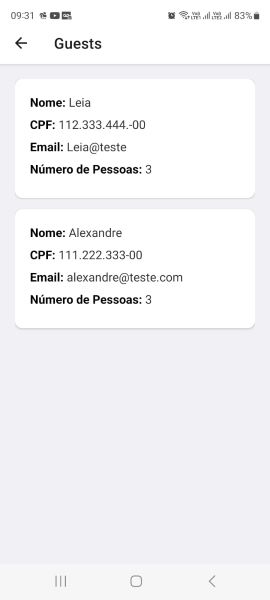 09:31 83%
Guests
Nome: Leia
CPF: 112.333.444.-00
Email: Leia@teste
Número de Pessoas: 3
Nome: Alexandre
CPF: 111.222.333-00
Email: alexandre@teste.com
Número de Pessoas: 3